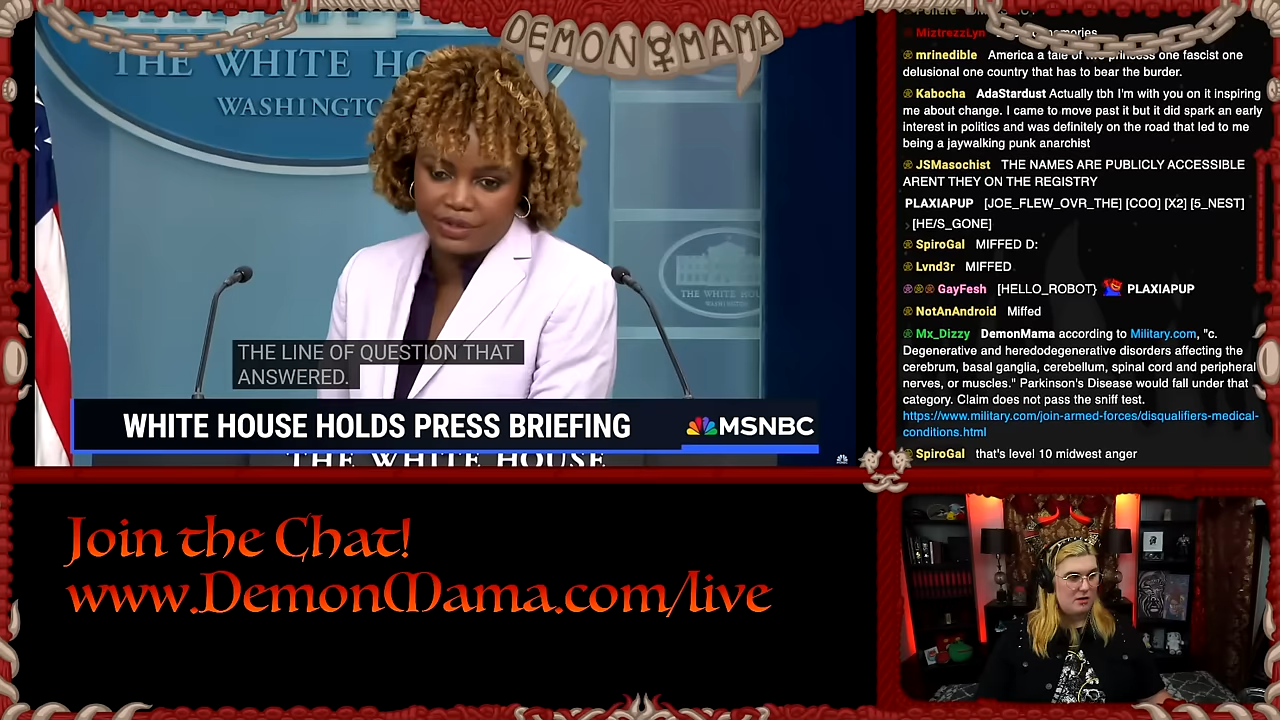 DEMON MAMA
THE WHITE HO
WASHINGTO
THE WHITE HOU
WASHINGTON
THE LINE OF QUESTION THAT
ANSWERED.
WHITE HOUSE HOLDS PRESS BRIEFING
MSNBC
THE WHITE HOUSE
MiztrezzLyn
mrinedible America a tale of two princess one fascist one
delusional one country that has to bear the burder.
Kabocha AdaStardust Actually tbh I'm with you on it inspiring
me about change. I came to move past it but it did spark an early
interest in politics and was definitely on the road that led to me
being a jaywalking punk anarchist
JSMasochist THE NAMES ARE PUBLICLY ACCESSIBLE
ARENT THEY ON THE REGISTRY
PLAXIAPUP [JOE_FLEW_OVR_THE] [COO] [X2] [5_NEST]
[HE/S_GONE]
SpiroGal MIFFED D:
Lvnd3r MIFFED
GayFesh [HELLO_ROBOT} PLAXIAPUP
NotAnAndroid Miffed
Mx_Dizzy DemonMama according to Military.com, "c.
Degenerative and heredodegenerative disorders affecting the
cerebrum, basal ganglia, cerebellum, spinal cord and peripheral
nerves, or muscles." Parkinson's Disease would fall under that
category. Claim does not pass the sniff test.
https://www.military.com/join-armed-forces/disqualifiers-medical-
conditions.html
SpiroGal that's level 10 midwest anger
Join the Chat!
www.DemonMama.com/live